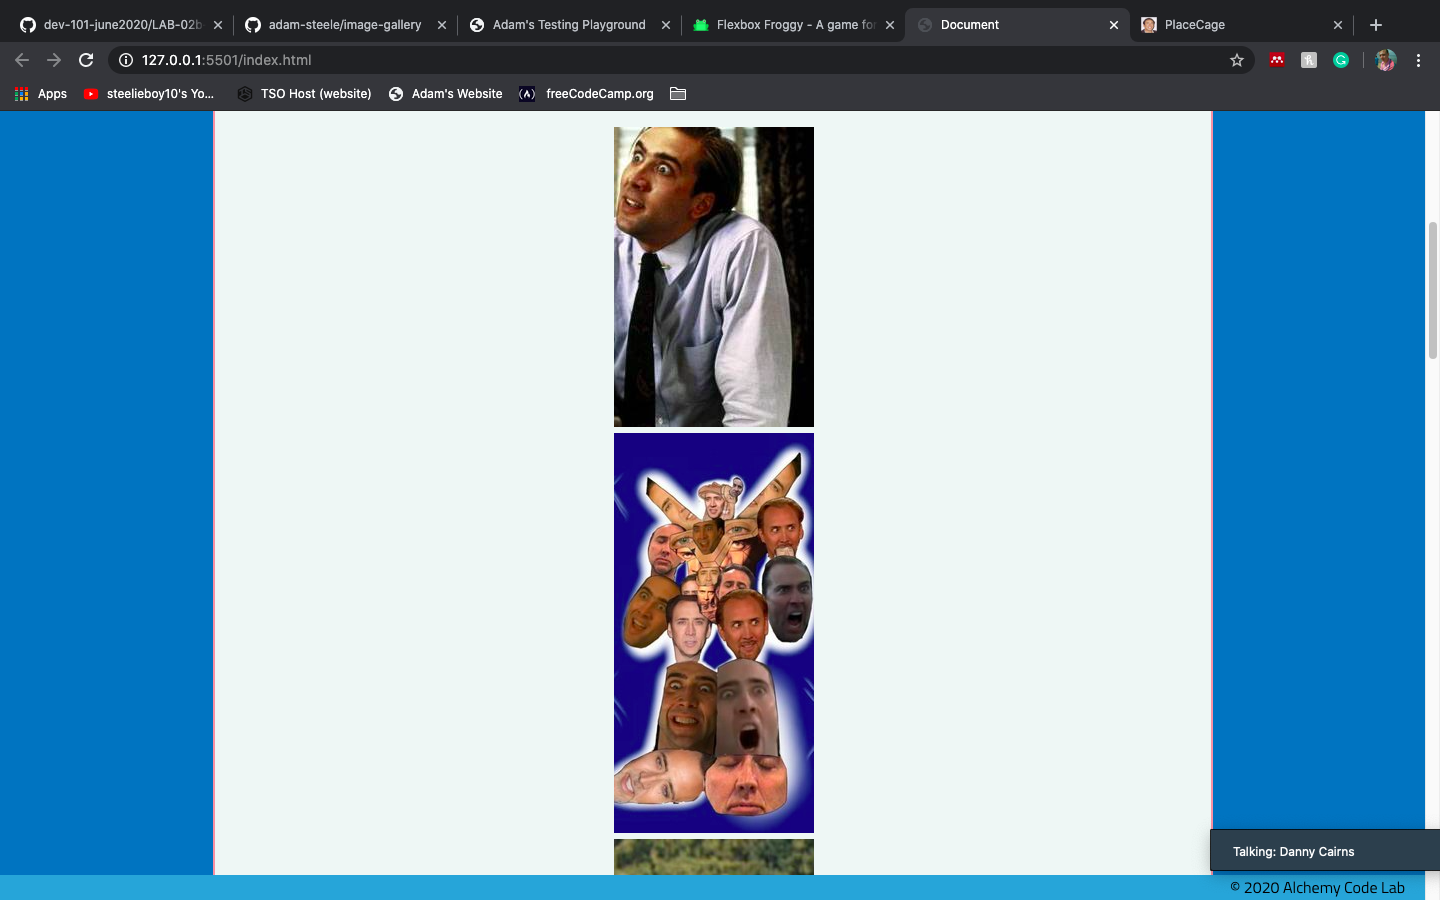 dev-101-june2020/LAB-02b
adam-steele/image-gallery
Adam's Testing Playground
Flexbox Froggy - A game for
Document
PlaceCage
127.0.0.1:5501/index.html
Apps
steelieboy10's Yo...
TSO Host (website)
Adam's Website
freeCodeCamp.org
Talking: Danny Cairns
© 2020 Alchemy Code Lab